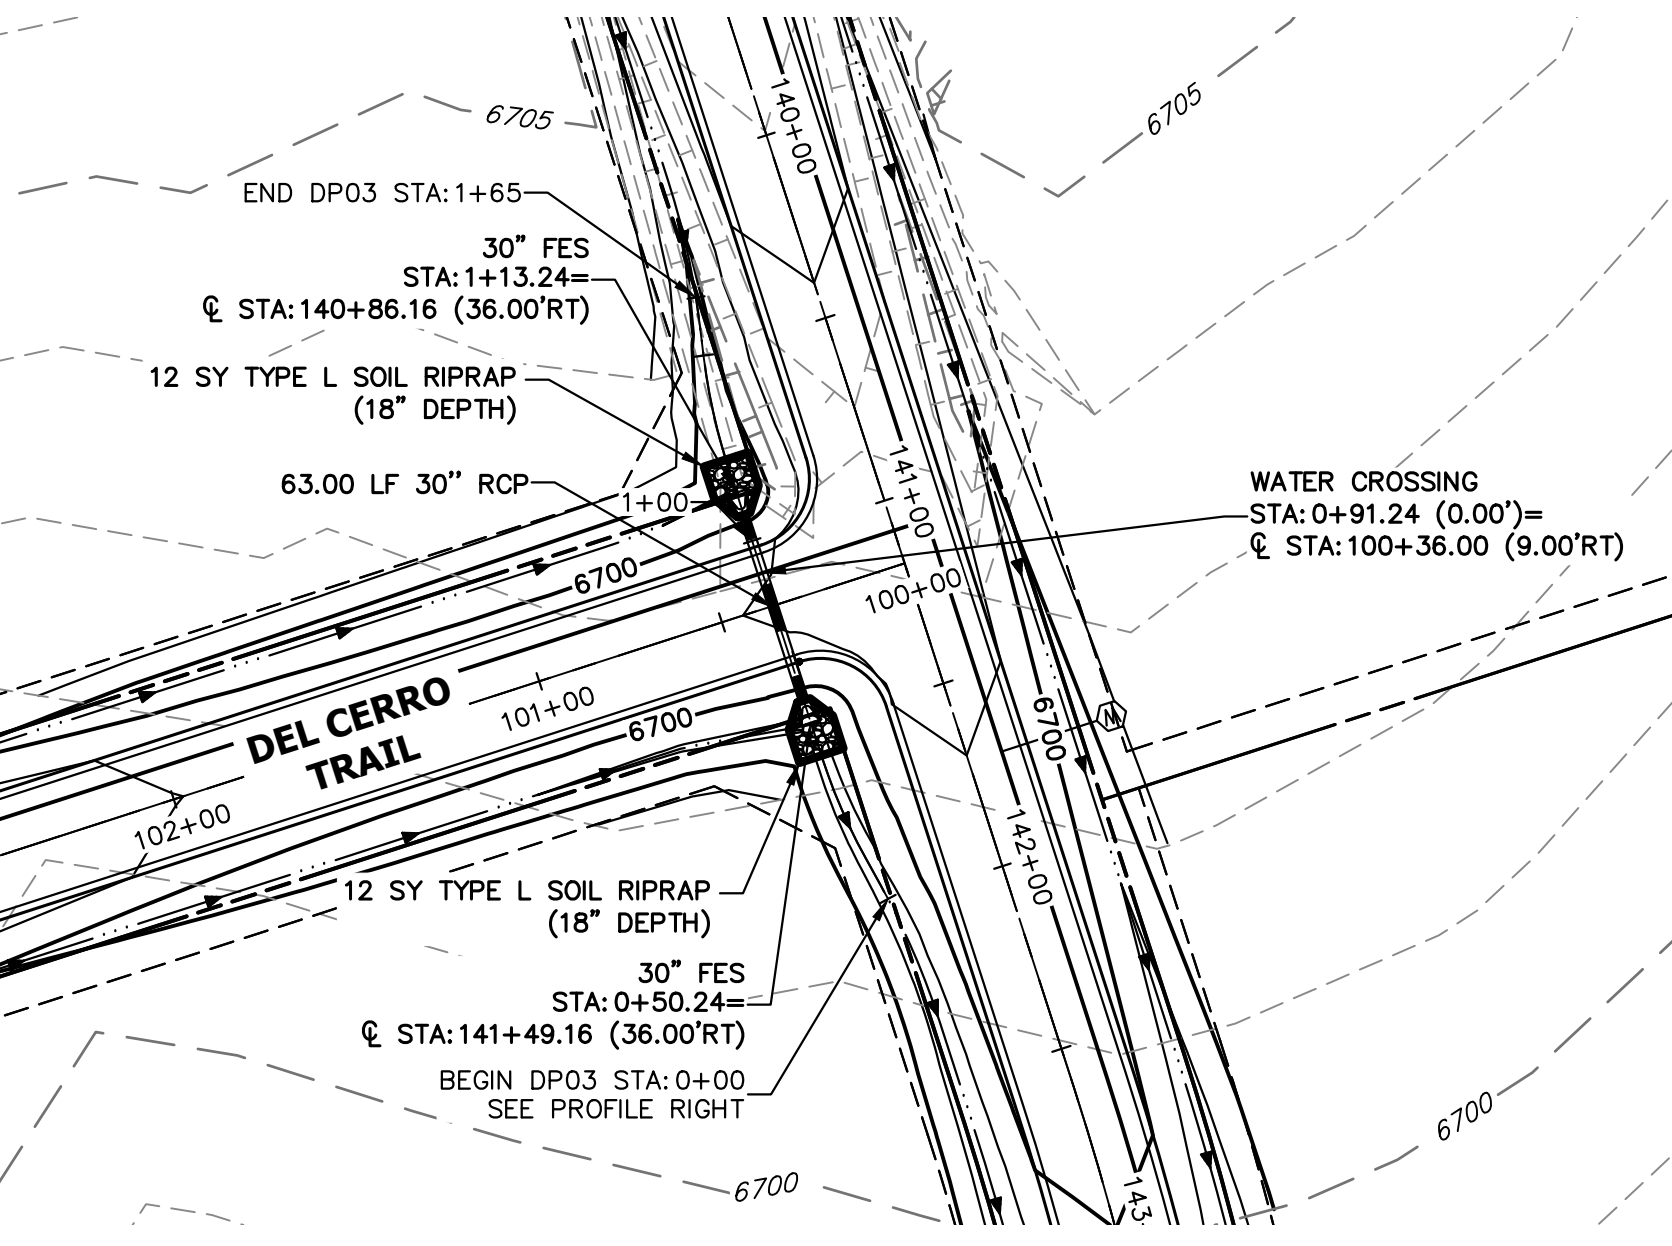 6705
6705
140+00
END DP03 STA:1+65
30” FES
STA:1+13.24=
℄ STA:140+86.16 (36.00'RT)
12 SY TYPE L SOIL RIPRAP
(18” DEPTH)
63.00 LF 30” RCP
1+00
141+00
WATER CROSSING
STA:0+91.24 (0.00')=
℄ STA:100+36.00 (9.00'RT)
6700
100+00
DEL CERRO
TRAIL
101+00
6700
6700
M
102+00
142+00
12 SY TYPE L SOIL RIPRAP
(18” DEPTH)
30” FES
STA:0+50.24=
℄ STA:141+49.16 (36.00'RT)
BEGIN DP03 STA:0+00
SEE PROFILE RIGHT
6700
6700
143